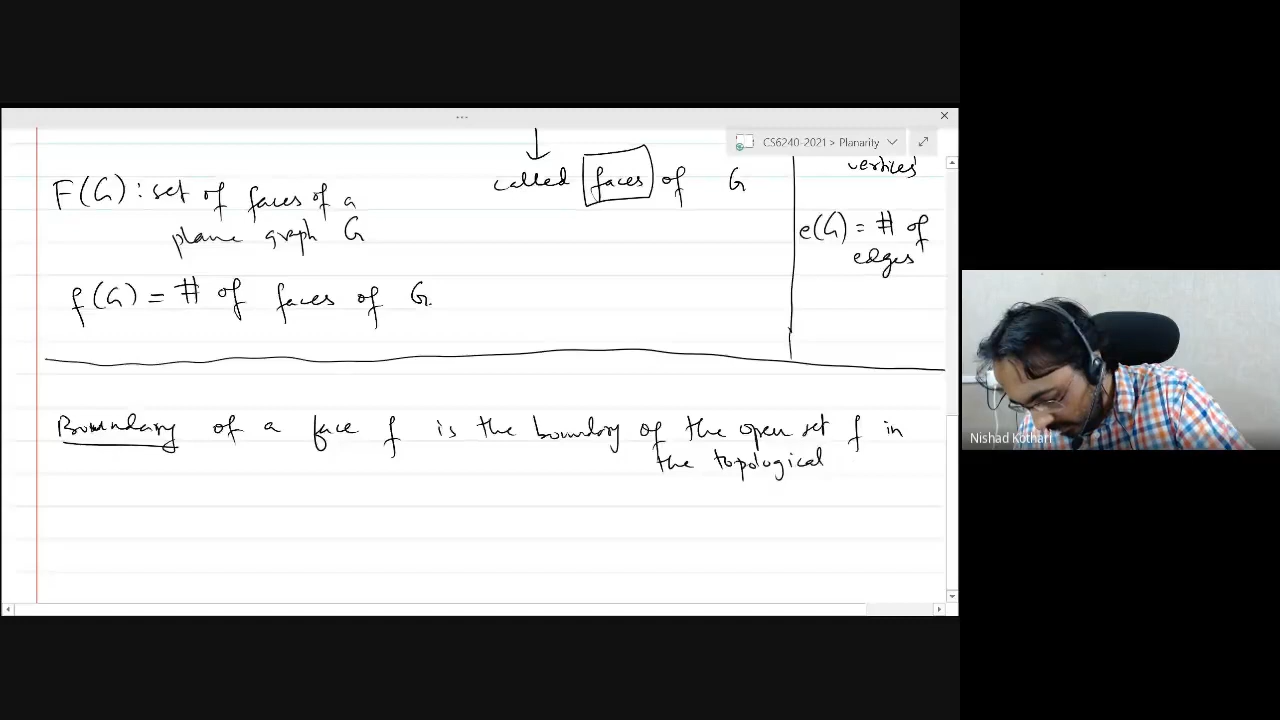 CS6240-2021 > Planarity
called faces of G
vertices
F(G): set of faces of a
plane graph G
e(G) = # of
edges
f(G) = # of faces of G.
Boundary of a face f is the boundary of the open set f in
the topological
Nishad Kothari